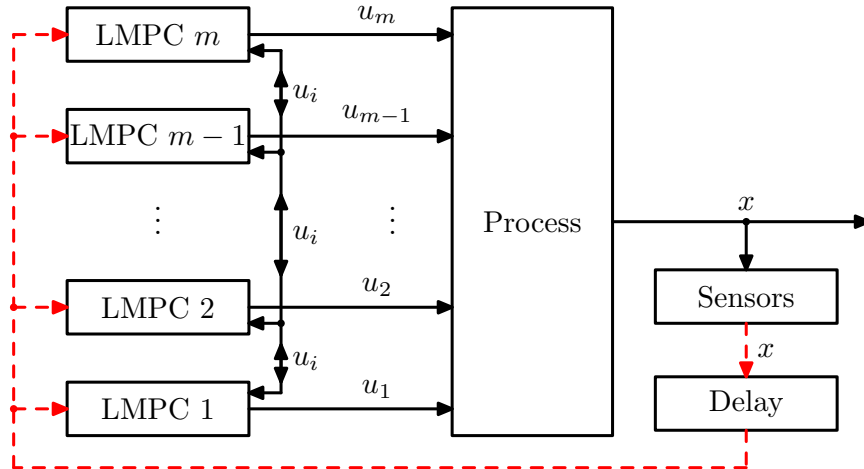 LMPC m
u_m
u_i
LMPC m − 1
u_{m−1}
⋮
⋮
u_i
Process
x
Sensors
LMPC 2
u_2
x
u_i
LMPC 1
u_1
Delay